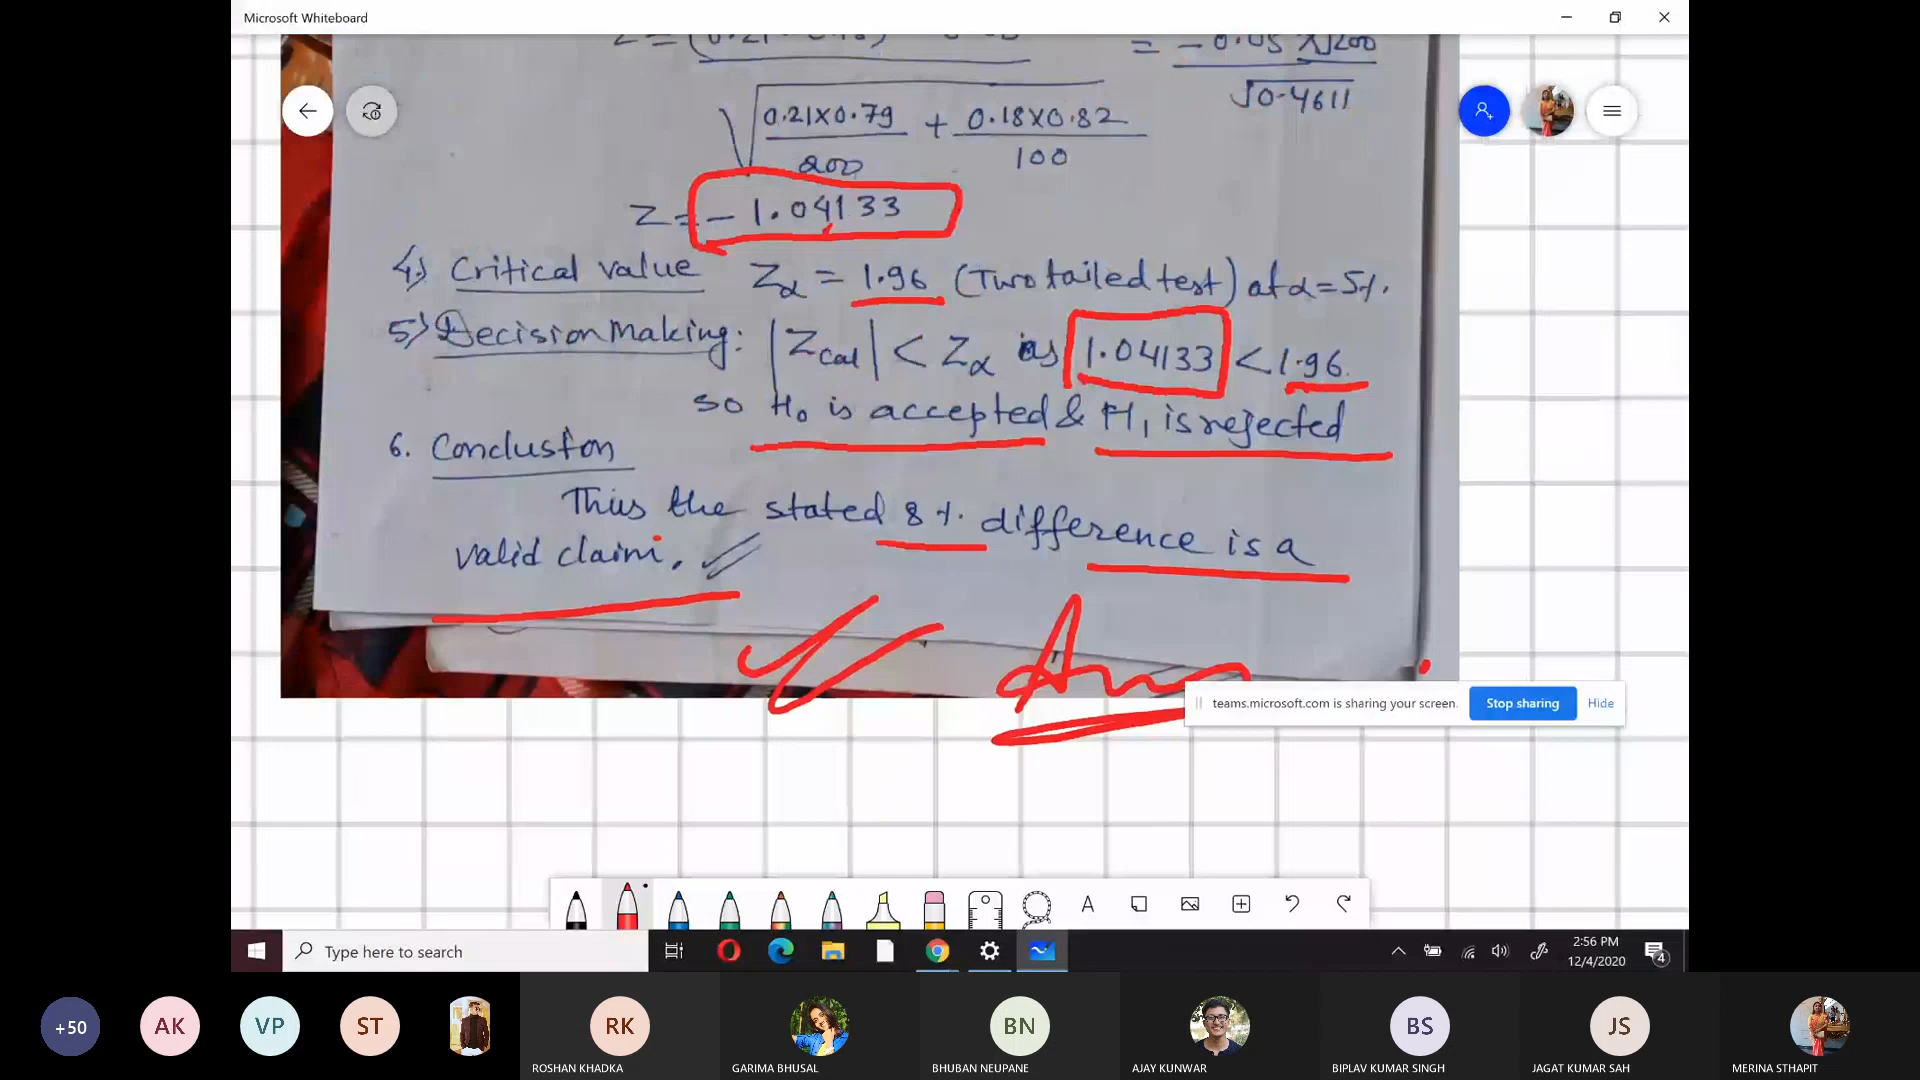 Microsoft Whiteboard
= - 0.05 x √200
√0.4611
0.21x0.79 + 0.18x0.82
200 100
Z = - 1.04133
4.) Critical value Zα = 1.96 (Two tailed test) at α = 5%.
5) Decision Making: |Zcal| < Zα as 1.04133 < 1.96.
so H0 is accepted & H1 is rejected
6. Conclusion
Thus the stated 8%. difference is a
valid claim.
Ans
teams.microsoft.com is sharing your screen.
Stop sharing
Hide
Type here to search
2:56 PM
12/4/2020
4
+50
AK
VP
ST
RK
BN
BS
JS
ROSHAN KHADKA
GARIMA BHUSAL
BHUBAN NEUPANE
AJAY KUNWAR
BIPLAV KUMAR SINGH
JAGAT KUMAR SAH
MERINA STHAPIT